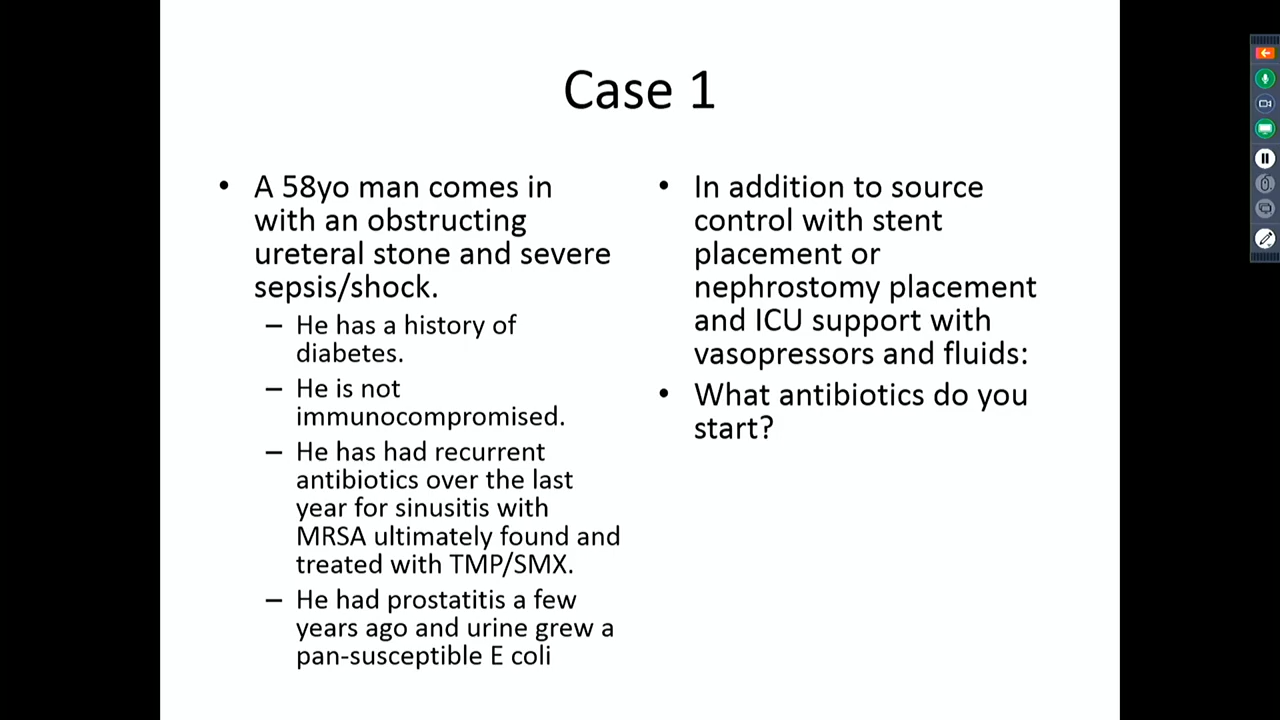 Case 1
• A 58yo man comes in
with an obstructing
ureteral stone and severe
sepsis/shock.
– He has a history of
diabetes.
– He is not
immunocompromised.
– He has had recurrent
antibiotics over the last
year for sinusitis with
MRSA ultimately found and
treated with TMP/SMX.
– He had prostatitis a few
years ago and urine grew a
pan-susceptible E coli
• In addition to source
control with stent
placement or
nephrostomy placement
and ICU support with
vasopressors and fluids:
• What antibiotics do you
start?